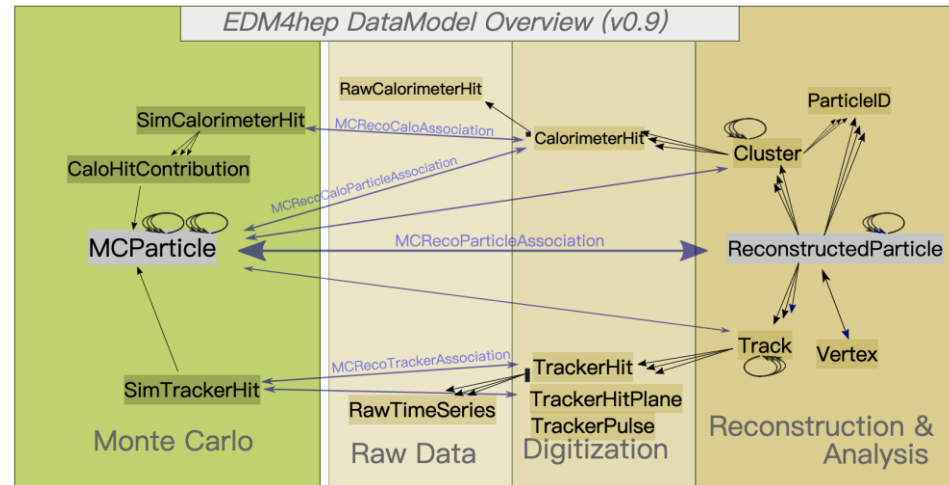 EDM4hep DataModel Overview (v0.9)
RawCalorimeterHit
ParticleID
SimCalorimeterHit
MCRecoCaloAssociation
CalorimeterHit
Cluster
CaloHitContribution
MCRecoCaloParticleAssociation
MCParticle
MCRecoParticleAssociation
ReconstructedParticle
Track
Vertex
MCRecoTrackerAssociation
TrackerHit
SimTrackerHit
TrackerHitPlane
RawTimeSeries
TrackerPulse
Monte Carlo
Raw Data
Digitization
Reconstruction &
Analysis